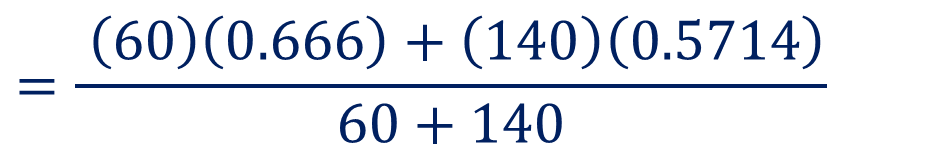 = (60)(0.666) + (140)(0.5714)
60 + 140